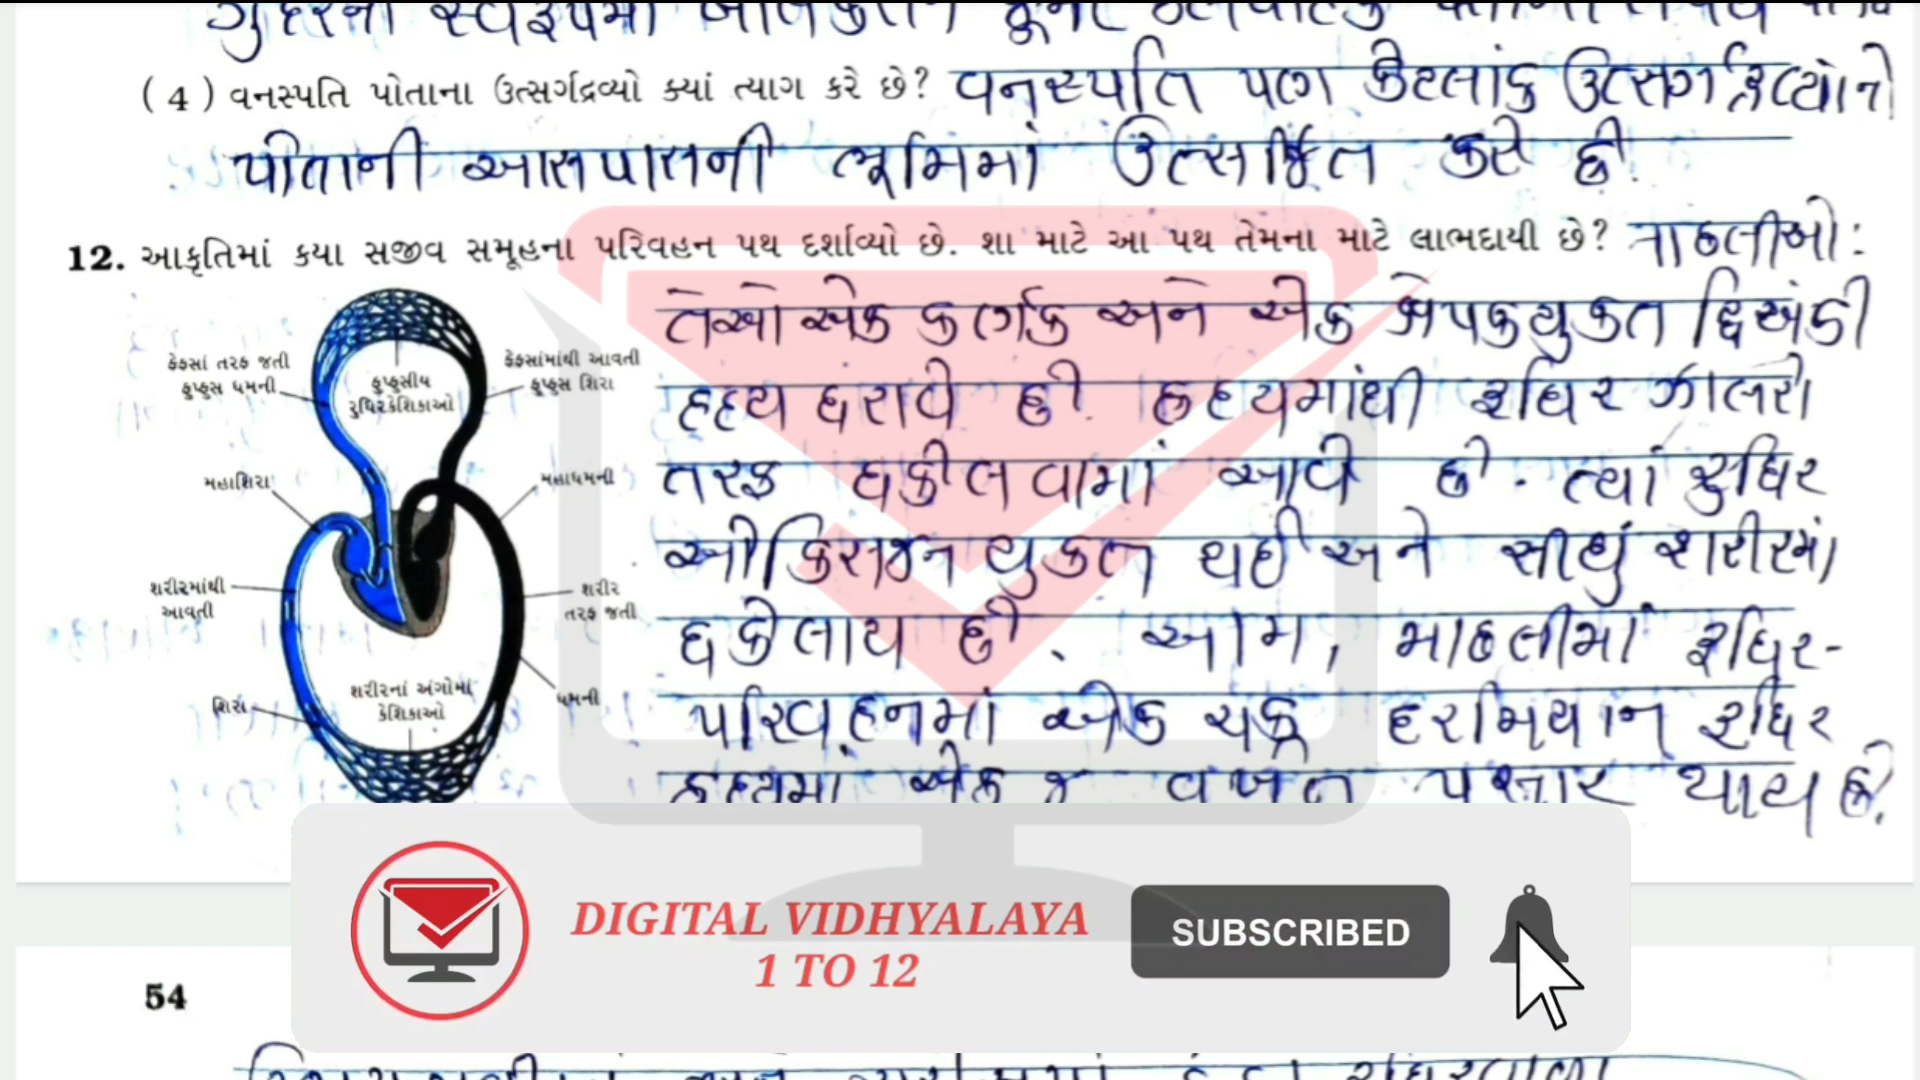 (4) વનસ્પતિ પોતાના ઉત્સર્ગદ્રવ્યો ક્યાં ત્યાગ કરે છે? વનસ્પતિ પણ કેટલાંક ઉત્સર્ગ દ્રવ્યોને
પોતાની આસપાસની ભૂમિમાં ઉત્સર્જિત કરે છે.
12. આકૃતિમાં કયા સજીવ સમૂહના પરિવહન પથ દર્શાવ્યો છે. શા માટે આ પથ તેમના માટે લાભદાયી છે?
તેઓ એક કર્ણક અને એક ક્ષેપકયુક્ત દ્વિખંડી
હૃદય ધરાવે છે. હૃદયમાંથી રુધિર ઝાલરો
તરફ ધકેલવામાં આવે છે. ત્યાં રુધિર
ઓક્સિજન યુક્ત થઈ અને સીધું શરીરમાં
ધકેલાય છે. આમ, માછલીમાં રુધિર-
પરિવહનમાં એક ચક્ર દરમિયાન રુધિર
હૃદયમાં એક જ વખત પસાર થાય છે.
ફેફસાં તરફ જતી
ફુપ્ફુસ ધમની
ફેફસાંમાંથી આવતી
ફુપ્ફુસ શિરા
ફુપ્ફુસીય
રુધિરકેશિકાઓ
મહાશિરા
મહાધમની
શરીરમાંથી
આવતી
શરીર
તરફ જતી
શિરા
શરીરનાં અંગોમાં
કેશિકાઓ
ધમની
DIGITAL VIDHYALAYA
1 TO 12
SUBSCRIBED
54